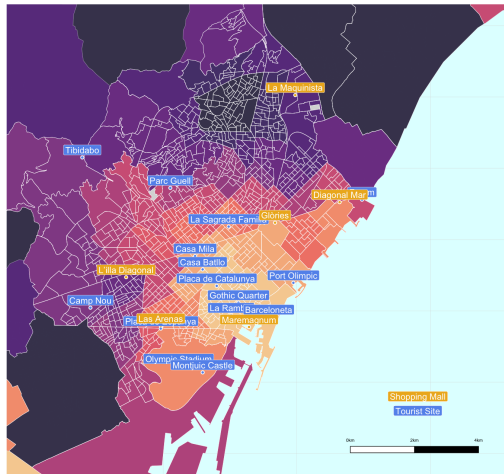 La Maquinista
Tibidabo
Parc Guell
Diagonal Mar
La Sagrada Familia
Glóries
Casa Mila
Casa Batllo
L'illa Diagonal
Placa de Catalunya
Port Olimpic
Camp Nou
Gothic Quarter
La Ramb
Barceloneta
Las Arenas
Maremagnum
Olympic Stadium
Montjuic Castle
Shopping Mall
Tourist Site
0km
2km
4km